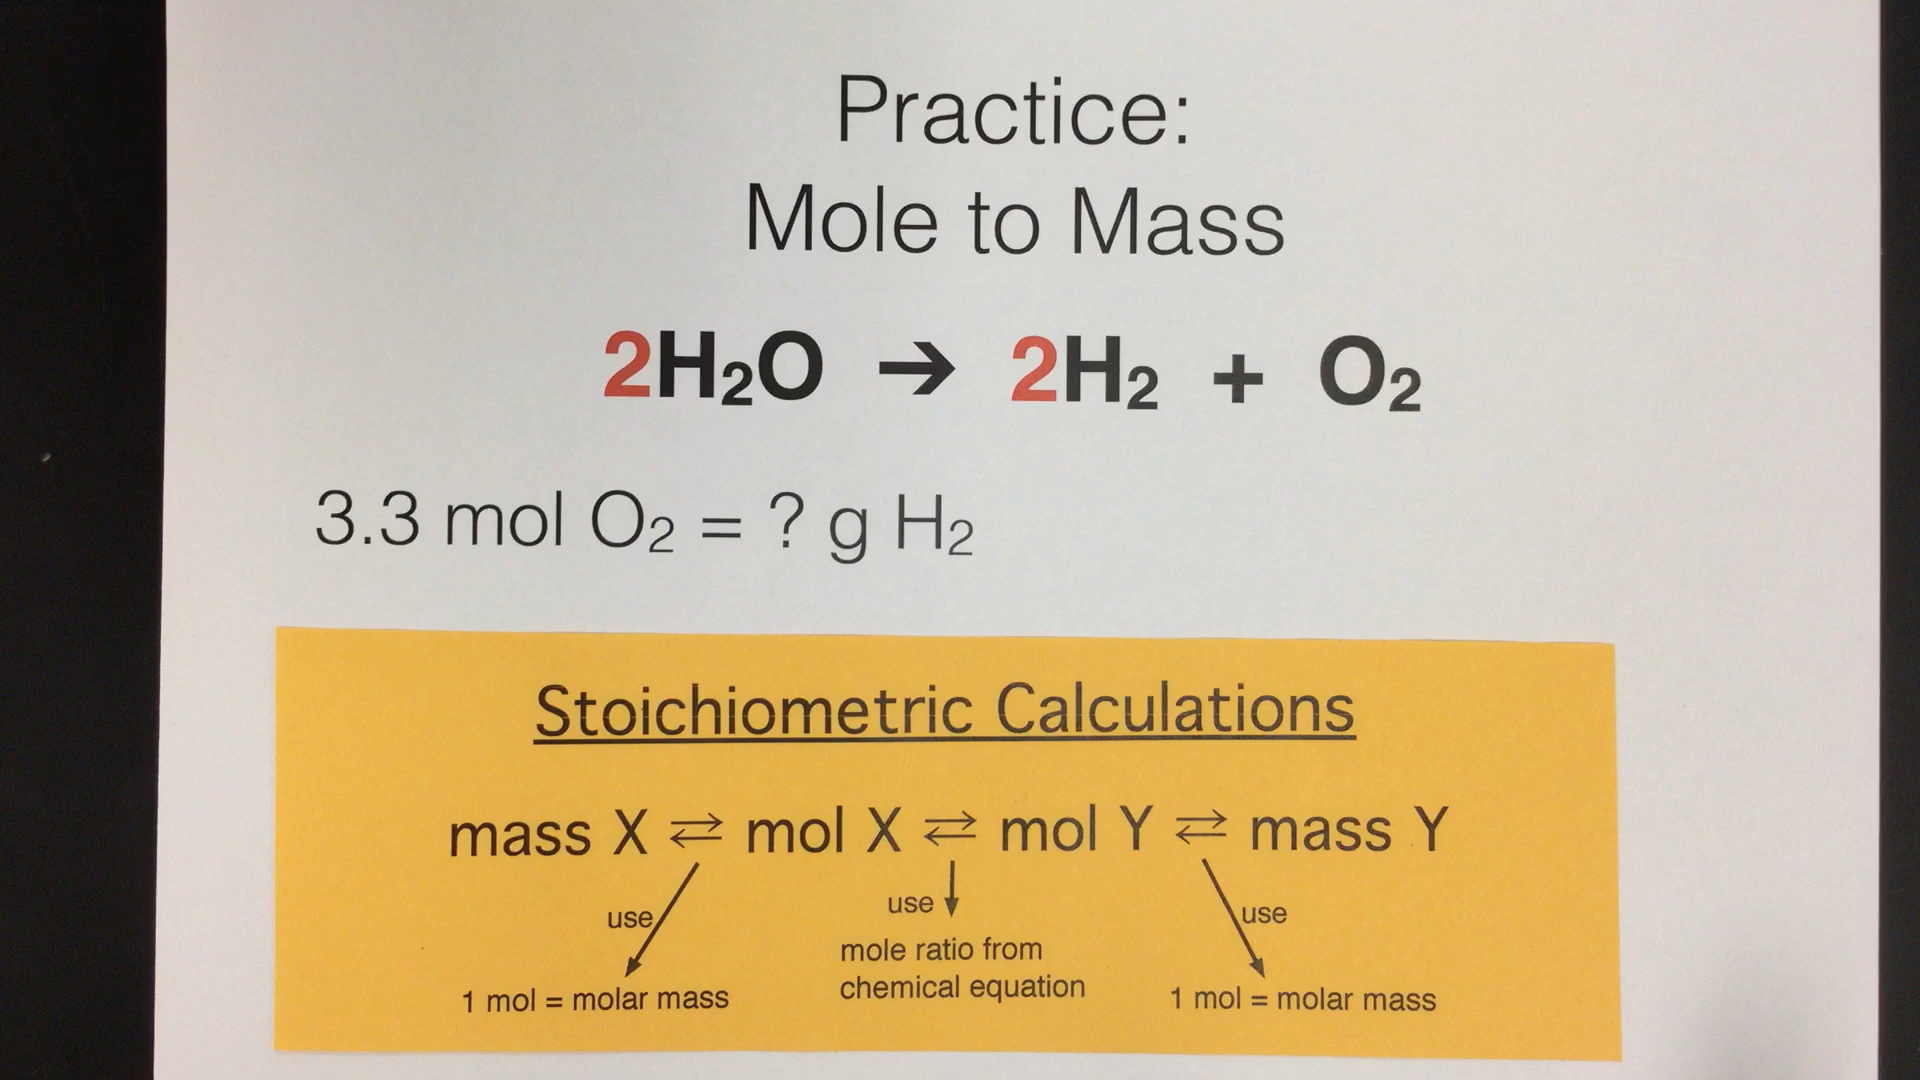 Practice:
Mole to Mass
2H₂O → 2H₂ + O₂
3.3 mol O₂ = ? g H₂
Stoichiometric Calculations
mass X ⇄ mol X ⇄ mol Y ⇄ mass Y
use use use
mole ratio from
chemical equation
1 mol = molar mass 1 mol = molar mass